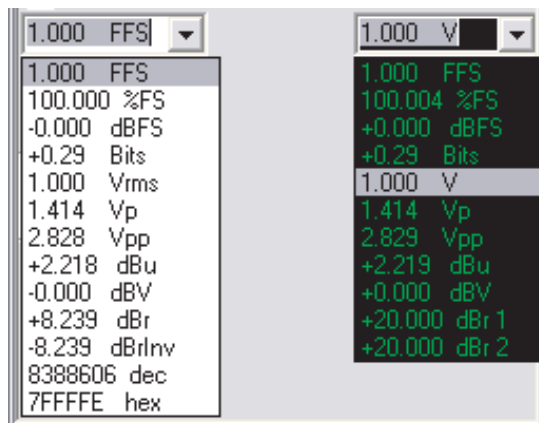 1.000 FFS
1.000 FFS
100.000 %FS
-0.000 dBFS
+0.29 Bits
1.000 Vrms
1.414 Vp
2.828 Vpp
+2.218 dBu
-0.000 dBV
+8.239 dBr
-8.239 dBrInv
8388606 dec
7FFFFE hex
1.000 V
1.000 FFS
100.004 %FS
+0.000 dBFS
+0.29 Bits
1.000 V
1.414 Vp
2.829 Vpp
+2.219 dBu
+0.000 dBV
+20.000 dBr 1
+20.000 dBr 2